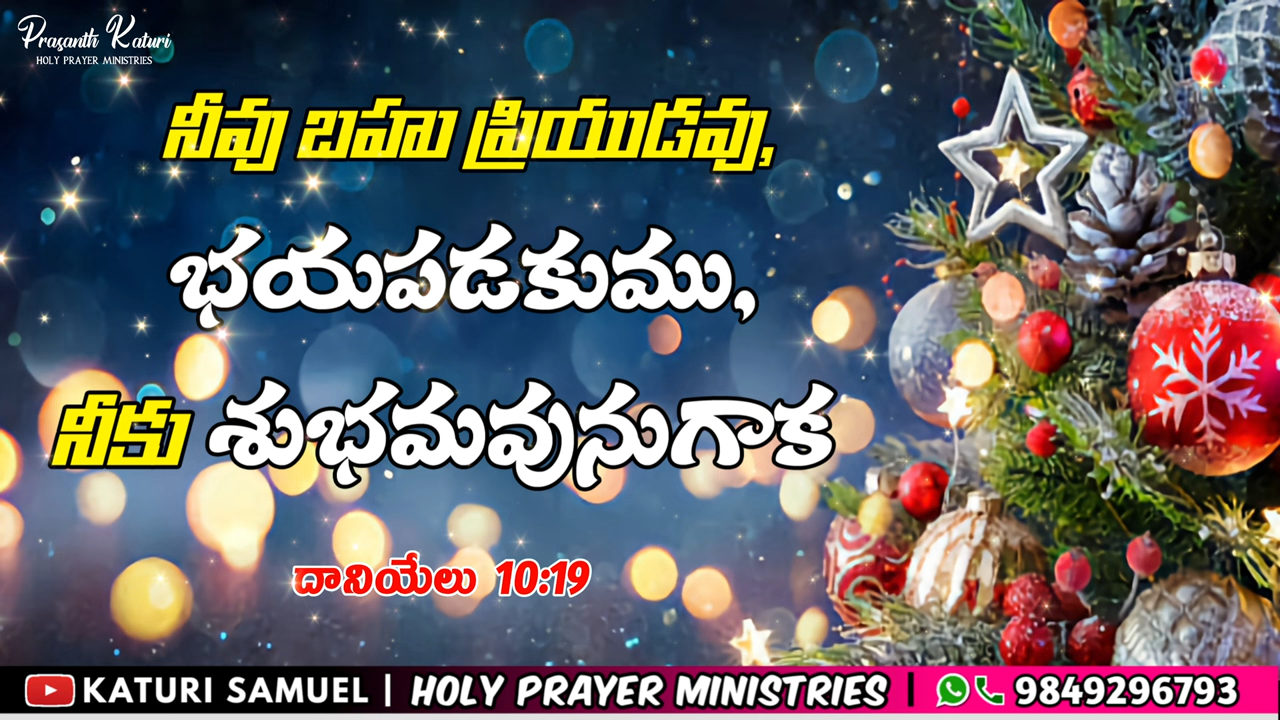 Prasanth Katuri
HOLY PRAYER MINISTRIES
నీవు బహు ప్రియుడవు,
భయపడకుము,
నీకు శుభమవునుగాక
దానియేలు 10:19
KATURI SAMUEL | HOLY PRAYER MINISTRIES | 9849296793